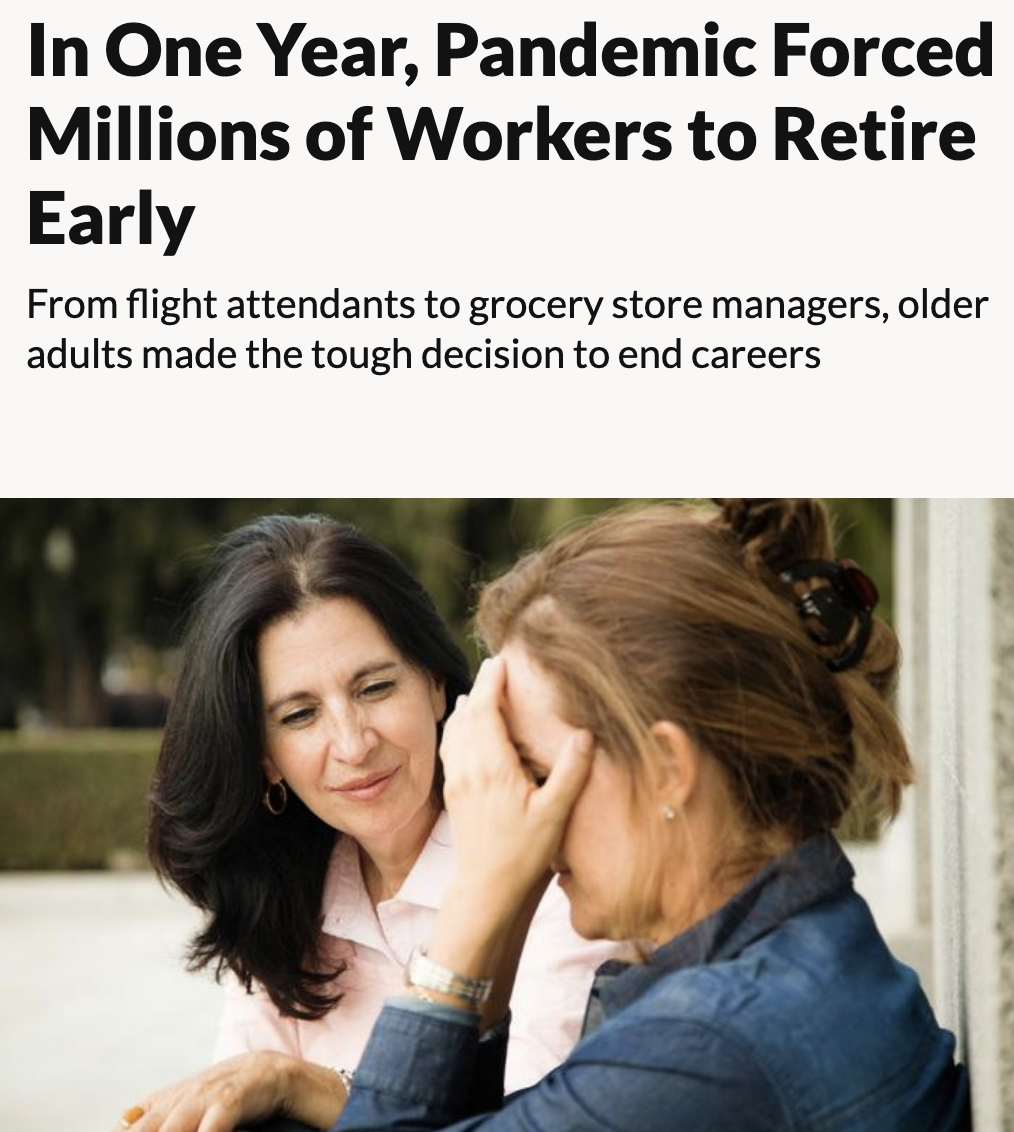 In One Year, Pandemic Forced
Millions of Workers to Retire
Early
From flight attendants to grocery store managers, older
adults made the tough decision to end careers